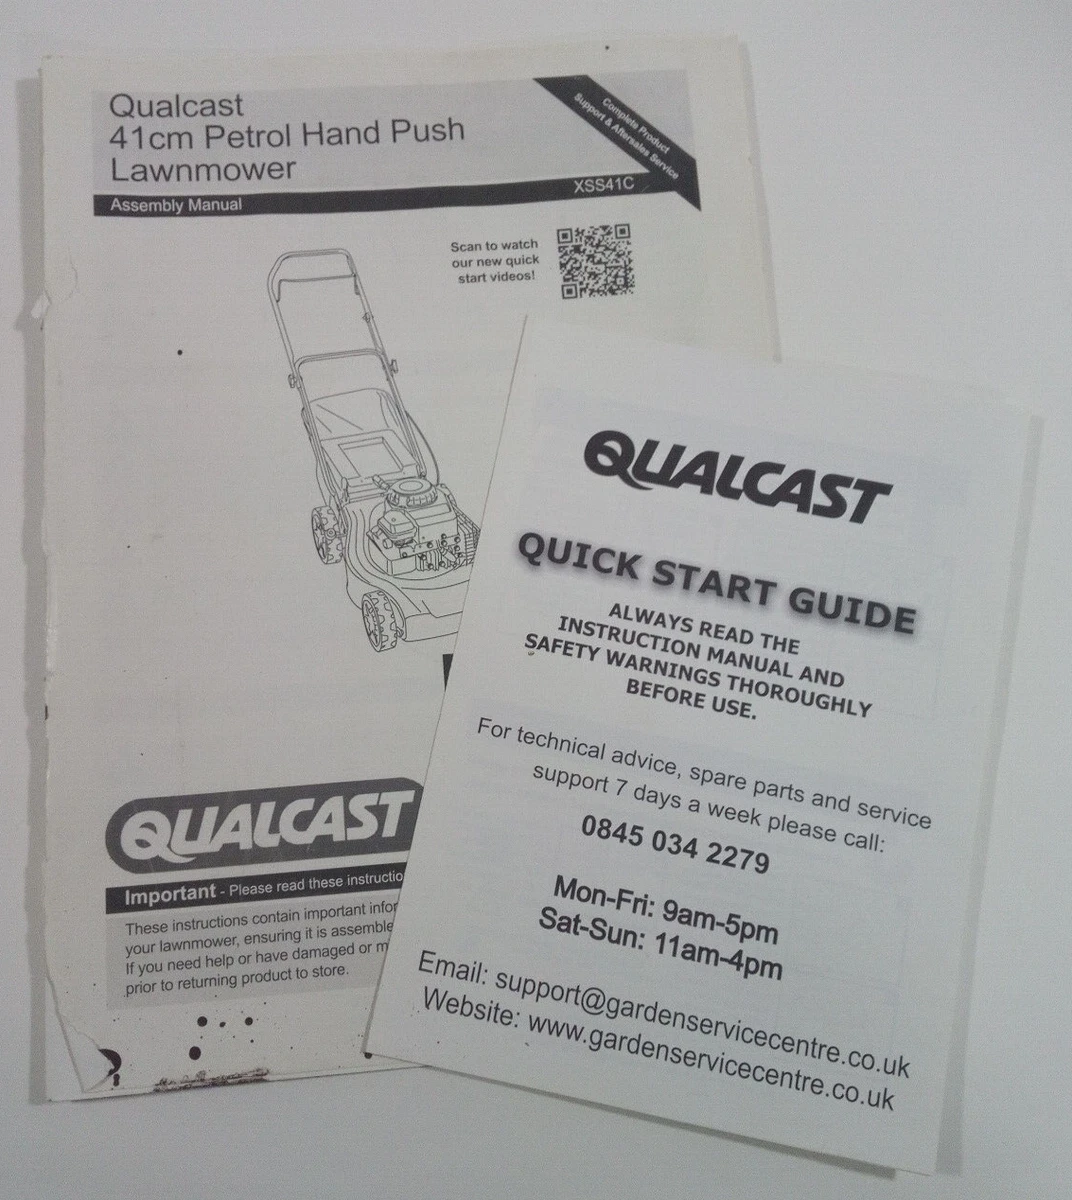 Qualcast
41cm Petrol Hand Push
Lawnmower
Complete Product
Support & Aftersales Service
XSS41C
Assembly Manual
Scan to watch
our new quick
start videos!
QUALCAST
Important - Please read these instructio
These instructions contain important infor
your lawnmower, ensuring it is assemble
If you need help or have damaged or m
prior to returning product to store.
QUALCAST
QUICK START GUIDE
ALWAYS READ THE
INSTRUCTION MANUAL AND
SAFETY WARNINGS THOROUGHLY
BEFORE USE.
For technical advice, spare parts and service
support 7 days a week please call:
0845 034 2279
Mon-Fri: 9am-5pm
Sat-Sun: 11am-4pm
Email: support@gardenservicecentre.co.uk
Website: www.gardenservicecentre.co.uk